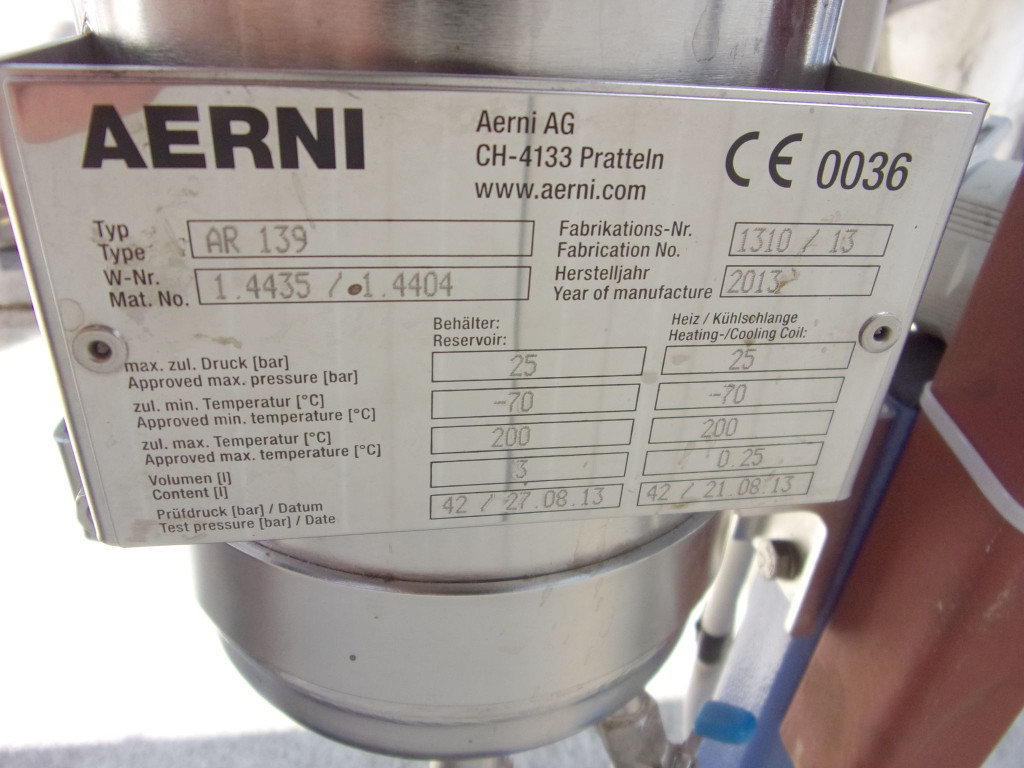 AERNI
Aerni AG
CH-4133 Pratteln
www.aerni.com
CE 0036
Typ
Type
AR 139
Fabrikations-Nr.
Fabrication No.
1310 / 13
W-Nr.
Mat. No.
1.4435 / 1.4404
Herstelljahr
Year of manufacture
2013
Behälter:
Reservoir:
Heiz / Kühlschlange
Heating-/Cooling Coil:
max. zul. Druck [bar]
Approved max. pressure [bar]
25
25
zul. min. Temperatur [°C]
Approved min. temperature [°C]
-70
-70
zul. max. Temperatur [°C]
Approved max. temperature [°C]
200
200
Volumen [l]
Content [l]
3
0.25
Prüfdruck [bar] / Datum
Test pressure [bar] / Date
42 / 27.08.13
42 / 21.08.13